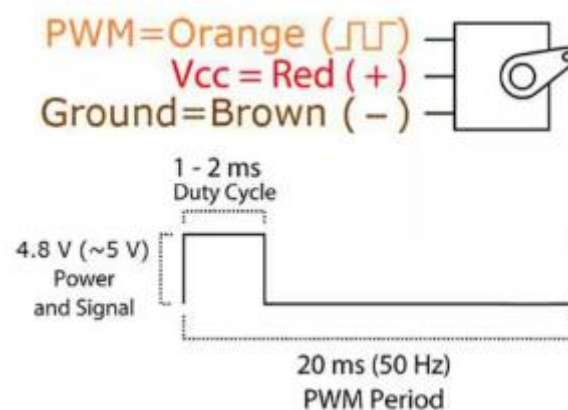 PWM=Orange (⎍⎍)
Vcc = Red ( + )
Ground=Brown ( − )
1 - 2 ms
Duty Cycle
4.8 V (~5 V)
Power
and Signal
20 ms (50 Hz)
PWM Period